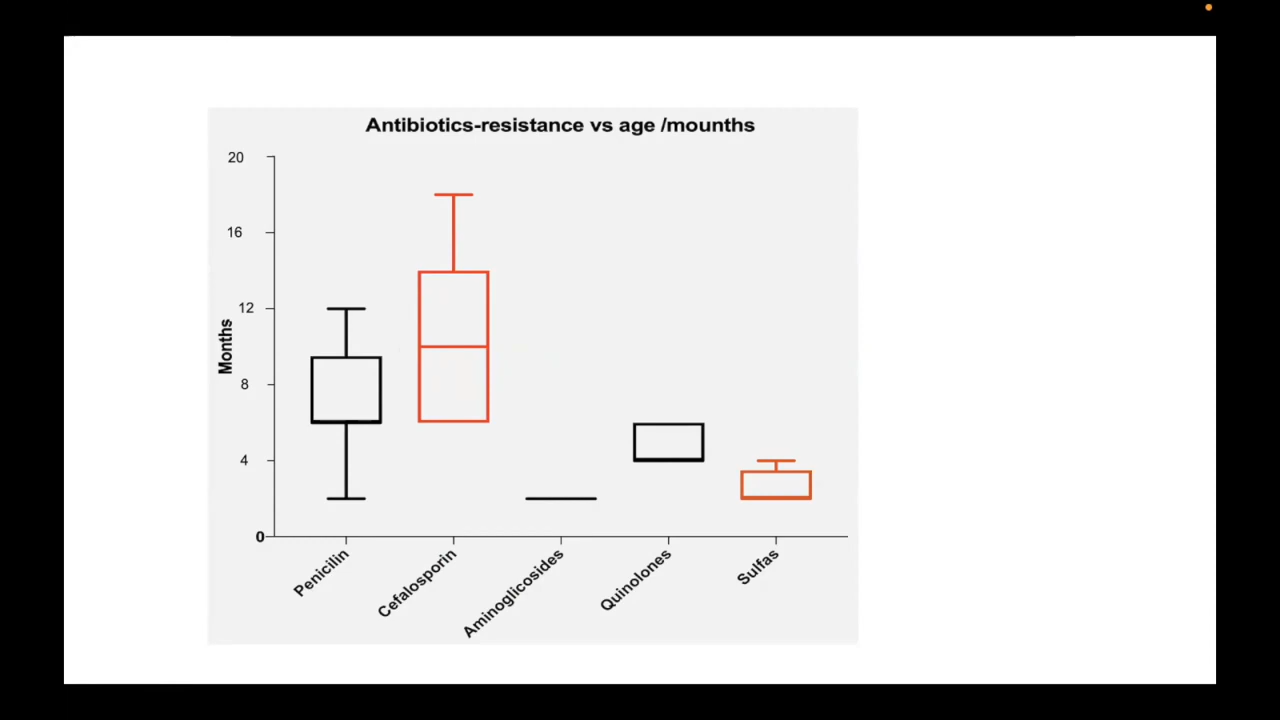 Antibiotics-resistance vs age /mounths
20
16
12
8
4
0
Months
Penicilin
Cefalosporin
Aminoglicosides
Quinolones
Sulfas